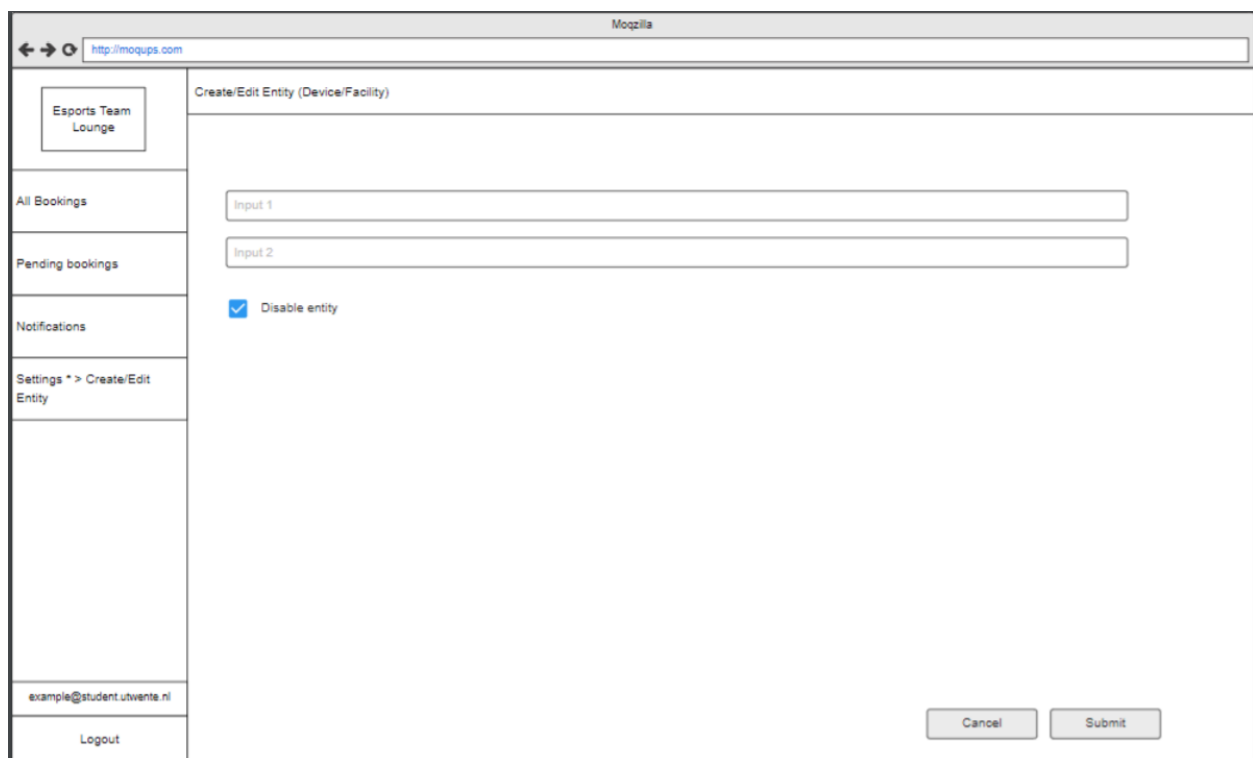 Moqzilla
http://moqups.com
Esports Team
Lounge
Create/Edit Entity (Device/Facility)
All Bookings
Pending bookings
Notifications
Settings * > Create/Edit
Entity
Input 1
Input 2
Disable entity
example@student.utwente.nl
Logout
Cancel
Submit